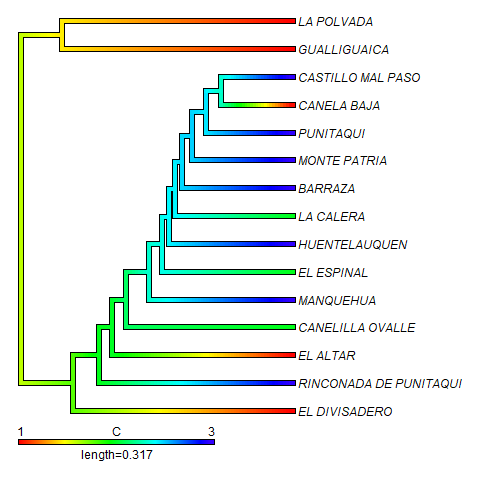 LA POLVADA
GUALLIGUAICA
CASTILLO MAL PASO
CANELA BAJA
PUNITAQUI
MONTE PATRIA
BARRAZA
LA CALERA
HUENTELAUQUEN
EL ESPINAL
MANQUEHUA
CANELILLA OVALLE
EL ALTAR
RINCONADA DE PUNITAQUI
EL DIVISADERO
1 C 3
length=0.317